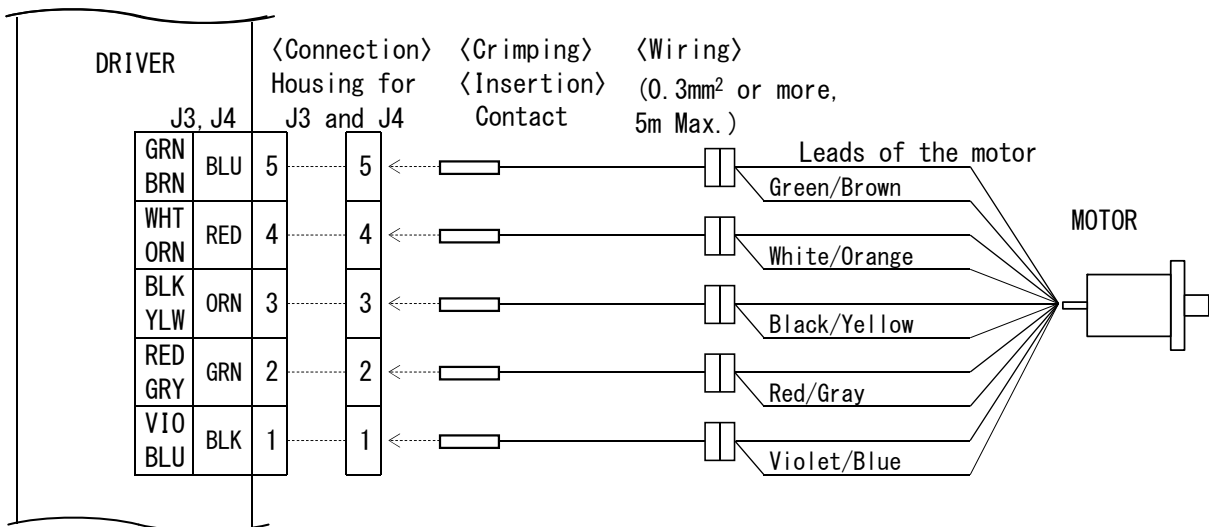 DRIVER
〈Connection〉 〈Crimping〉 〈Wiring〉
Housing for 〈Insertion〉 (0.3mm² or more,
J3, J4 J3 and J4 Contact 5m Max.)
Leads of the motor
GRN BRN BLU 5 5 Green/Brown
WHT ORN RED 4 4 White/Orange
MOTOR
BLK YLW ORN 3 3 Black/Yellow
RED GRY GRN 2 2 Red/Gray
VIO BLU BLK 1 1 Violet/Blue